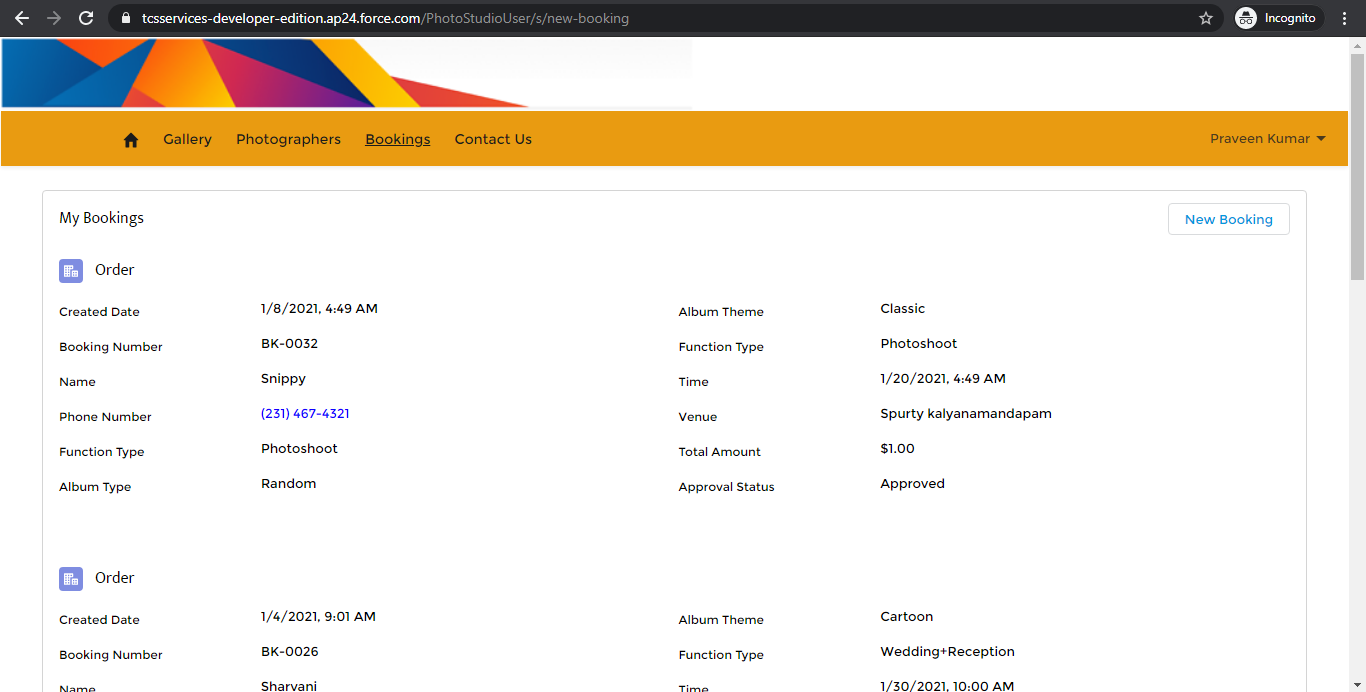 tcsservices-developer-edition.ap24.force.com/PhotoStudioUser/s/new-booking Incognito
Gallery Photographers Bookings Contact Us Praveen Kumar
My Bookings New Booking
Order
Created Date 1/8/2021, 4:49 AM Album Theme Classic
Booking Number BK-0032 Function Type Photoshoot
Name Snippy Time 1/20/2021, 4:49 AM
Phone Number (231) 467-4321 Venue Spurty kalyanamandapam
Function Type Photoshoot Total Amount $1.00
Album Type Random Approval Status Approved
Order
Created Date 1/4/2021, 9:01 AM Album Theme Cartoon
Booking Number BK-0026 Function Type Wedding+Reception
Name Sharvani Time 1/30/2021, 10:00 AM